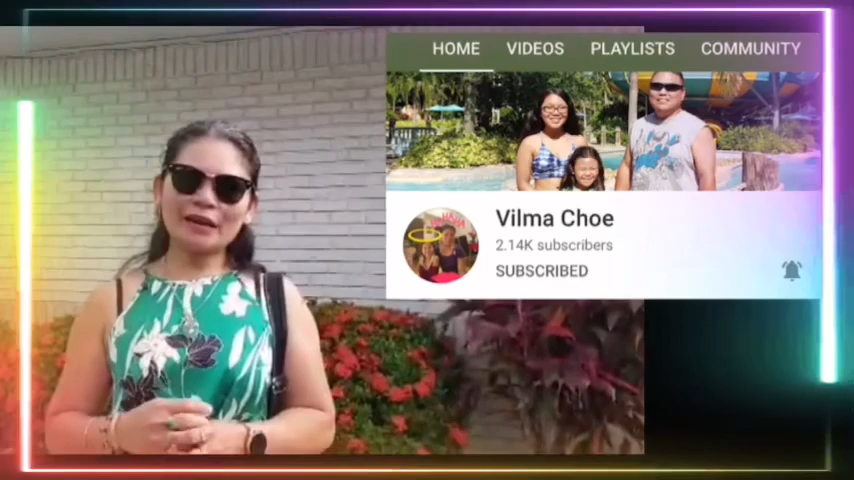 HOME VIDEOS PLAYLISTS COMMUNITY
Vilma Choe
2.14K subscribers
SUBSCRIBED